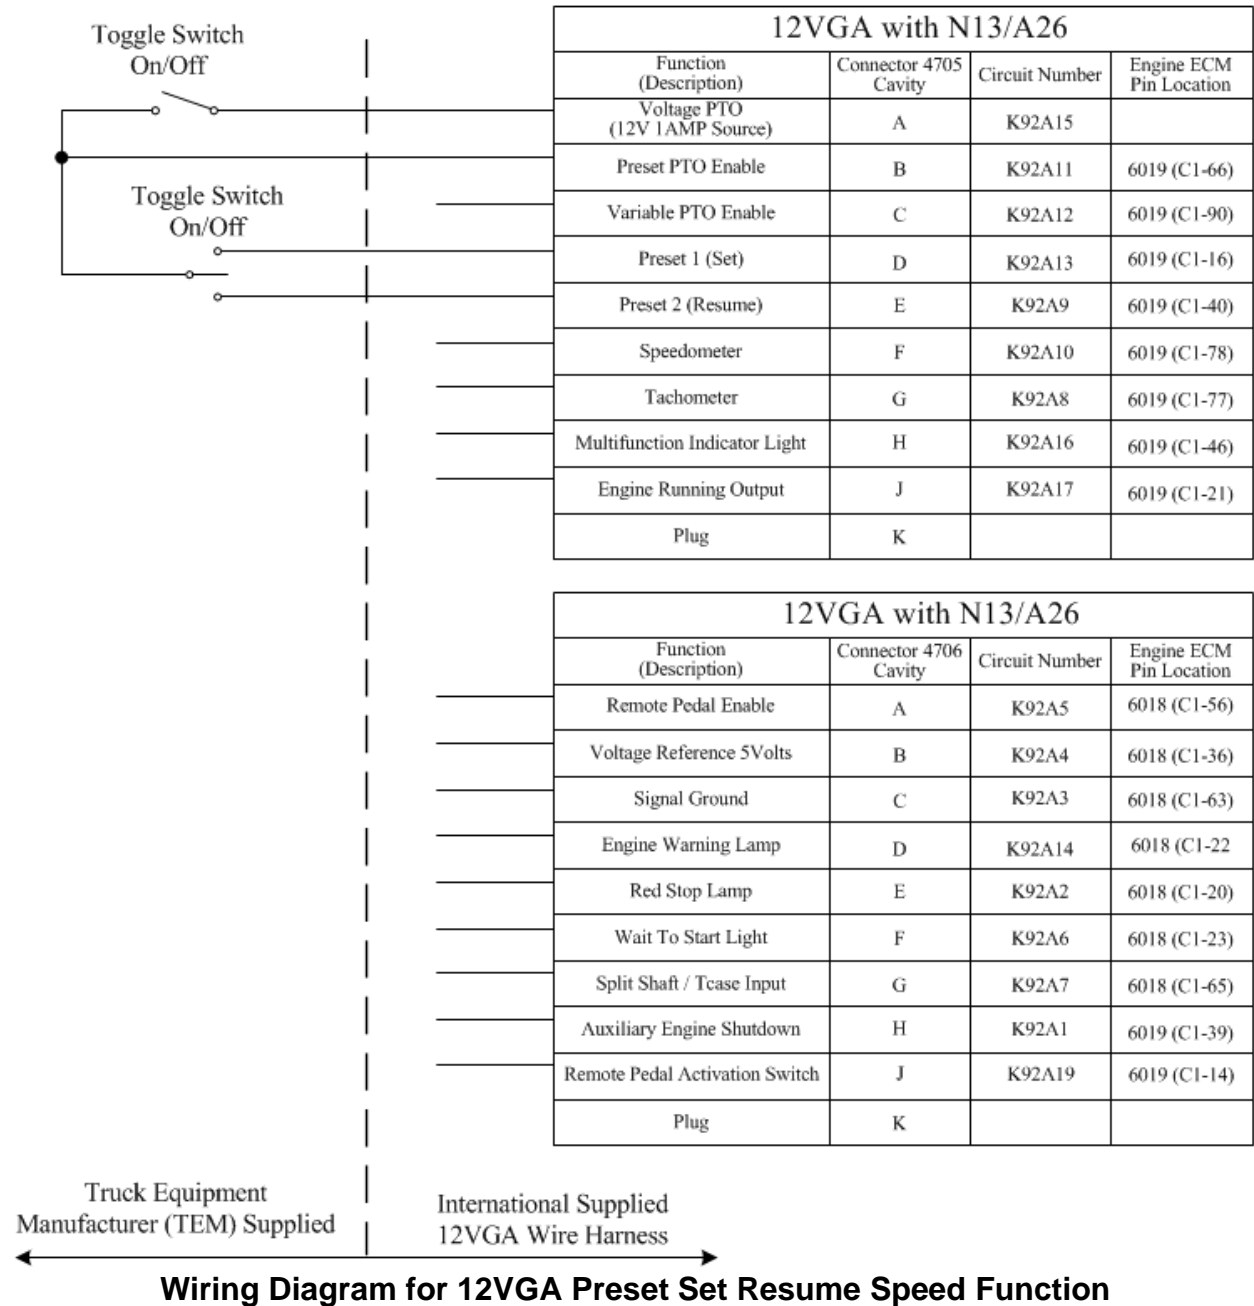 Toggle Switch
On/Off
Toggle Switch
On/Off
12VGA with N13/A26
Function (Description) Connector 4705 Cavity Circuit Number Engine ECM Pin Location
Voltage PTO (12V 1AMP Source) A K92A15
Preset PTO Enable B K92A11 6019 (C1-66)
Variable PTO Enable C K92A12 6019 (C1-90)
Preset 1 (Set) D K92A13 6019 (C1-16)
Preset 2 (Resume) E K92A9 6019 (C1-40)
Speedometer F K92A10 6019 (C1-78)
Tachometer G K92A8 6019 (C1-77)
Multifunction Indicator Light H K92A16 6019 (C1-46)
Engine Running Output J K92A17 6019 (C1-21)
Plug K
12VGA with N13/A26
Function (Description) Connector 4706 Cavity Circuit Number Engine ECM Pin Location
Remote Pedal Enable A K92A5 6018 (C1-56)
Voltage Reference 5Volts B K92A4 6018 (C1-36)
Signal Ground C K92A3 6018 (C1-63)
Engine Warning Lamp D K92A14 6018 (C1-22
Red Stop Lamp E K92A2 6018 (C1-20)
Wait To Start Light F K92A6 6018 (C1-23)
Split Shaft / Tcase Input G K92A7 6018 (C1-65)
Auxiliary Engine Shutdown H K92A1 6019 (C1-39)
Remote Pedal Activation Switch J K92A19 6019 (C1-14)
Plug K
Truck Equipment
Manufacturer (TEM) Supplied
International Supplied
12VGA Wire Harness
Wiring Diagram for 12VGA Preset Set Resume Speed Function